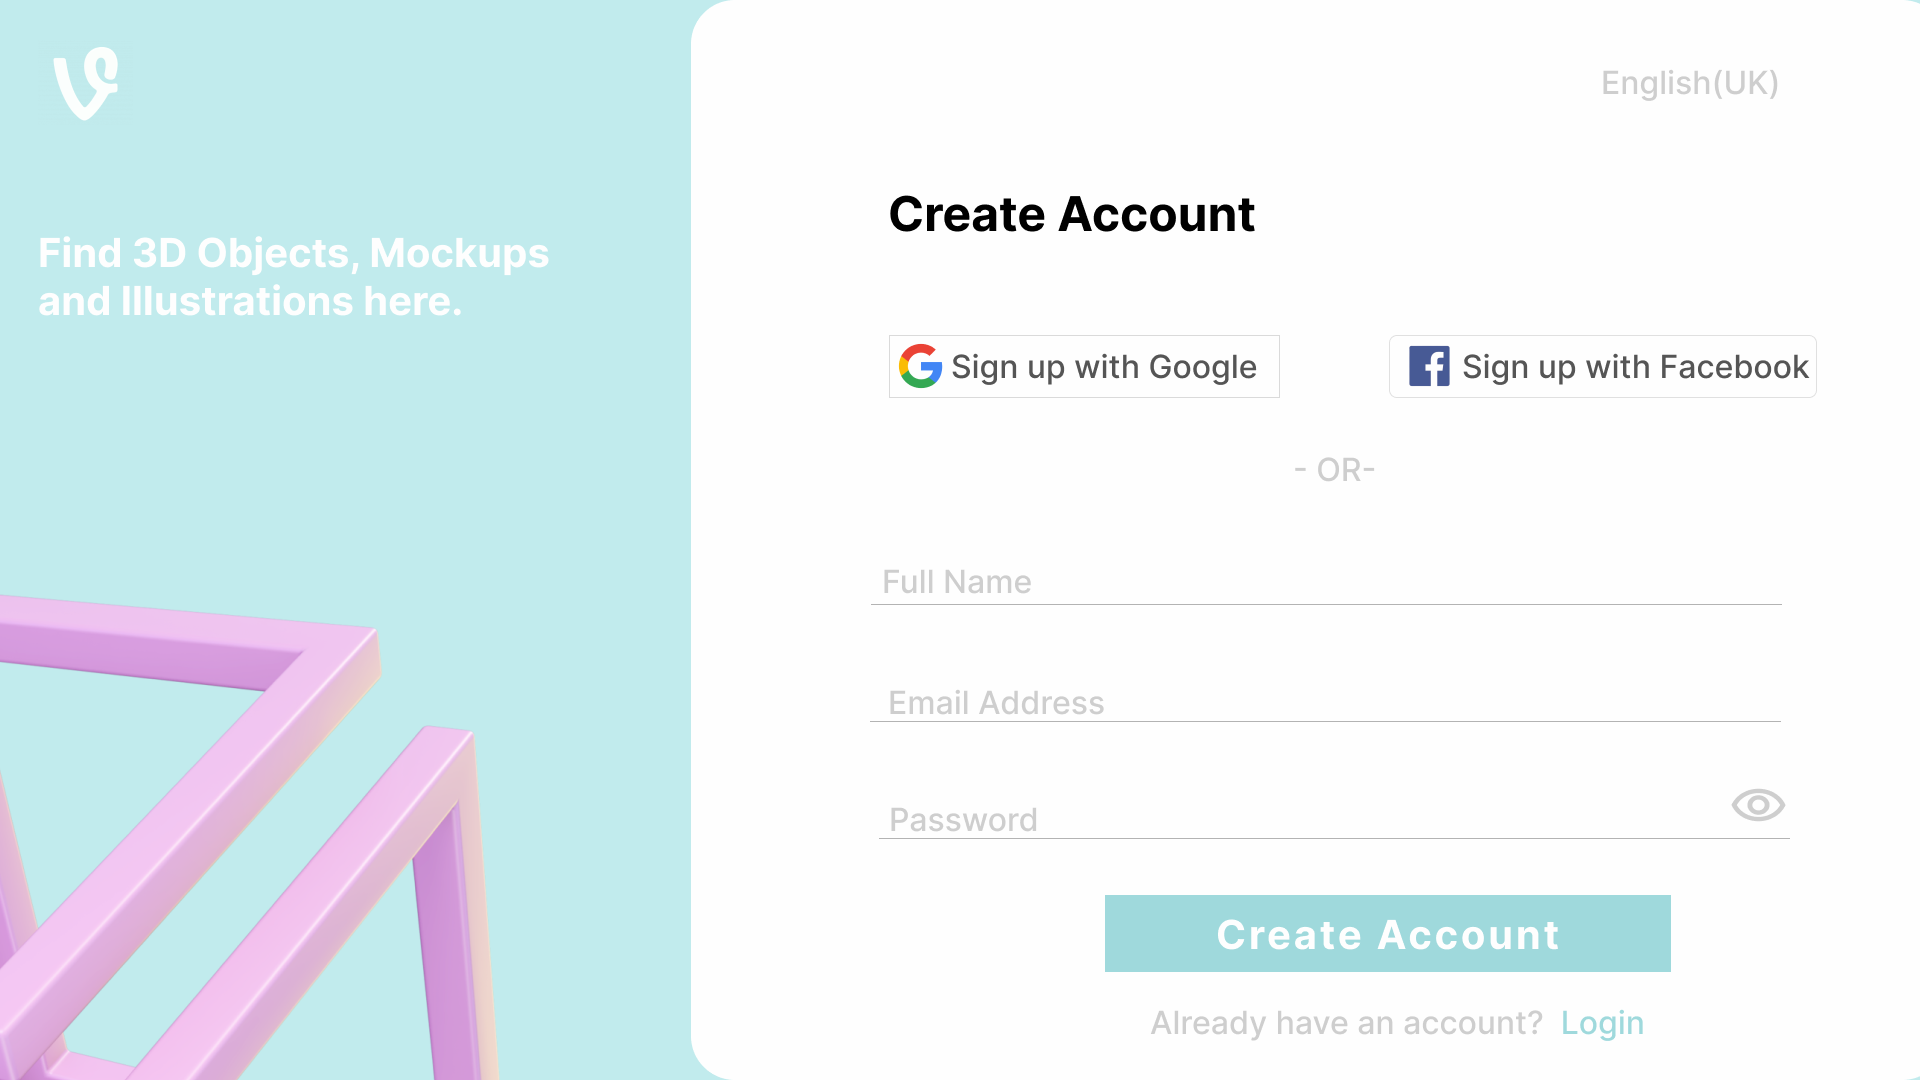 English(UK)
Find 3D Objects, Mockups
and Illustrations here.
Create Account
Sign up with Google
Sign up with Facebook
- OR-
Full Name
Email Address
Password
Create Account
Already have an account? Login